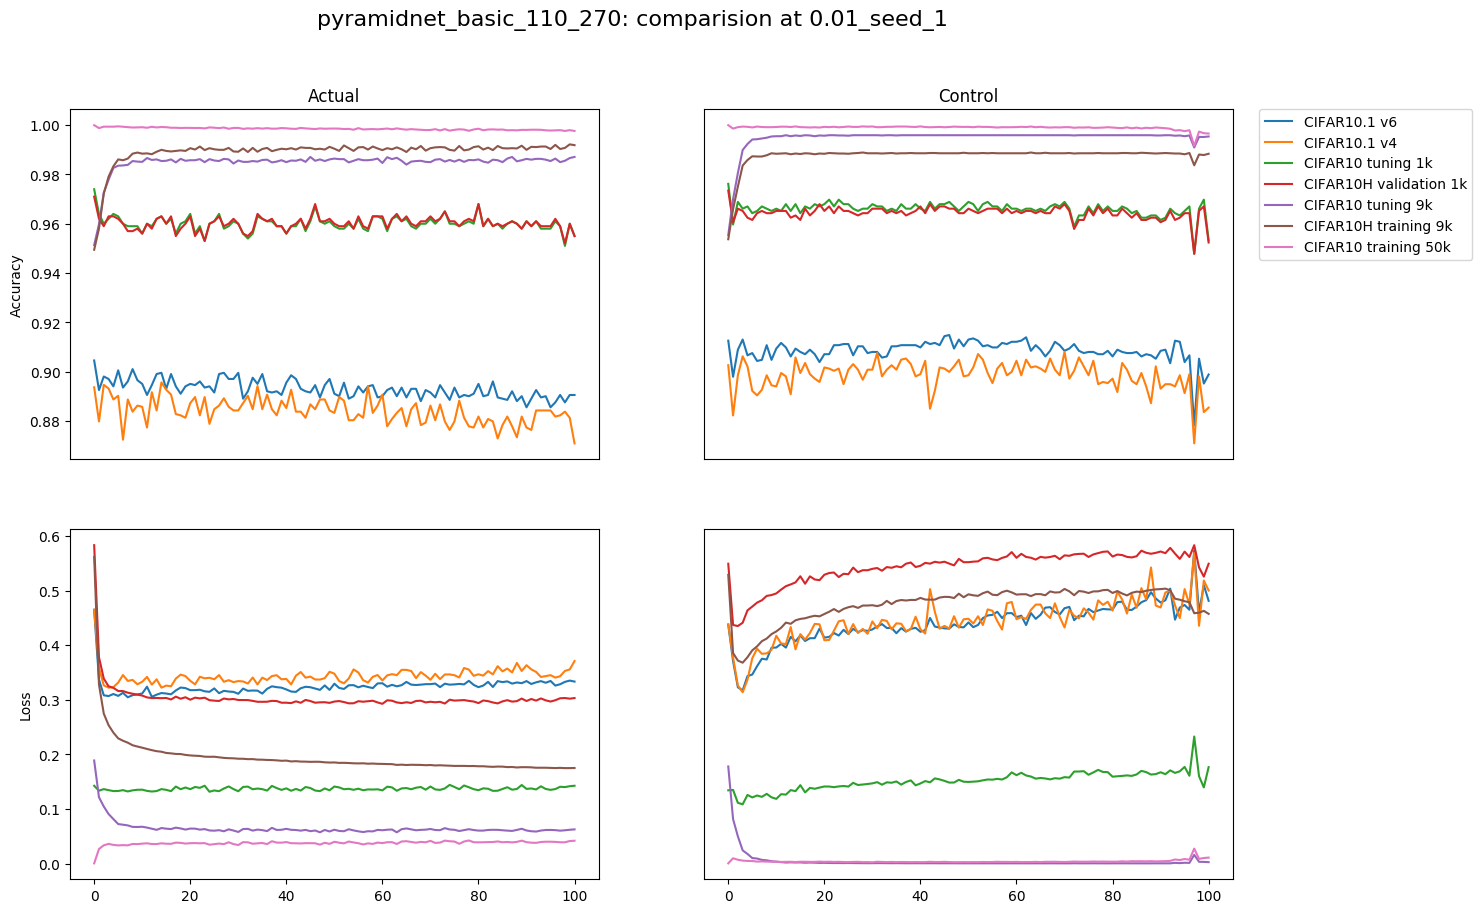 pyramidnet_basic_110_270: comparision at 0.01_seed_1
Actual
Control
1.00
0.98
0.96
0.94
0.92
0.90
0.88
Accuracy
CIFAR10.1 v6
CIFAR10.1 v4
CIFAR10 tuning 1k
CIFAR10H validation 1k
CIFAR10 tuning 9k
CIFAR10H training 9k
CIFAR10 training 50k
0.6
0.5
0.4
0.3
0.2
0.1
0.0
Loss
0 20 40 60 80 100
0 20 40 60 80 100